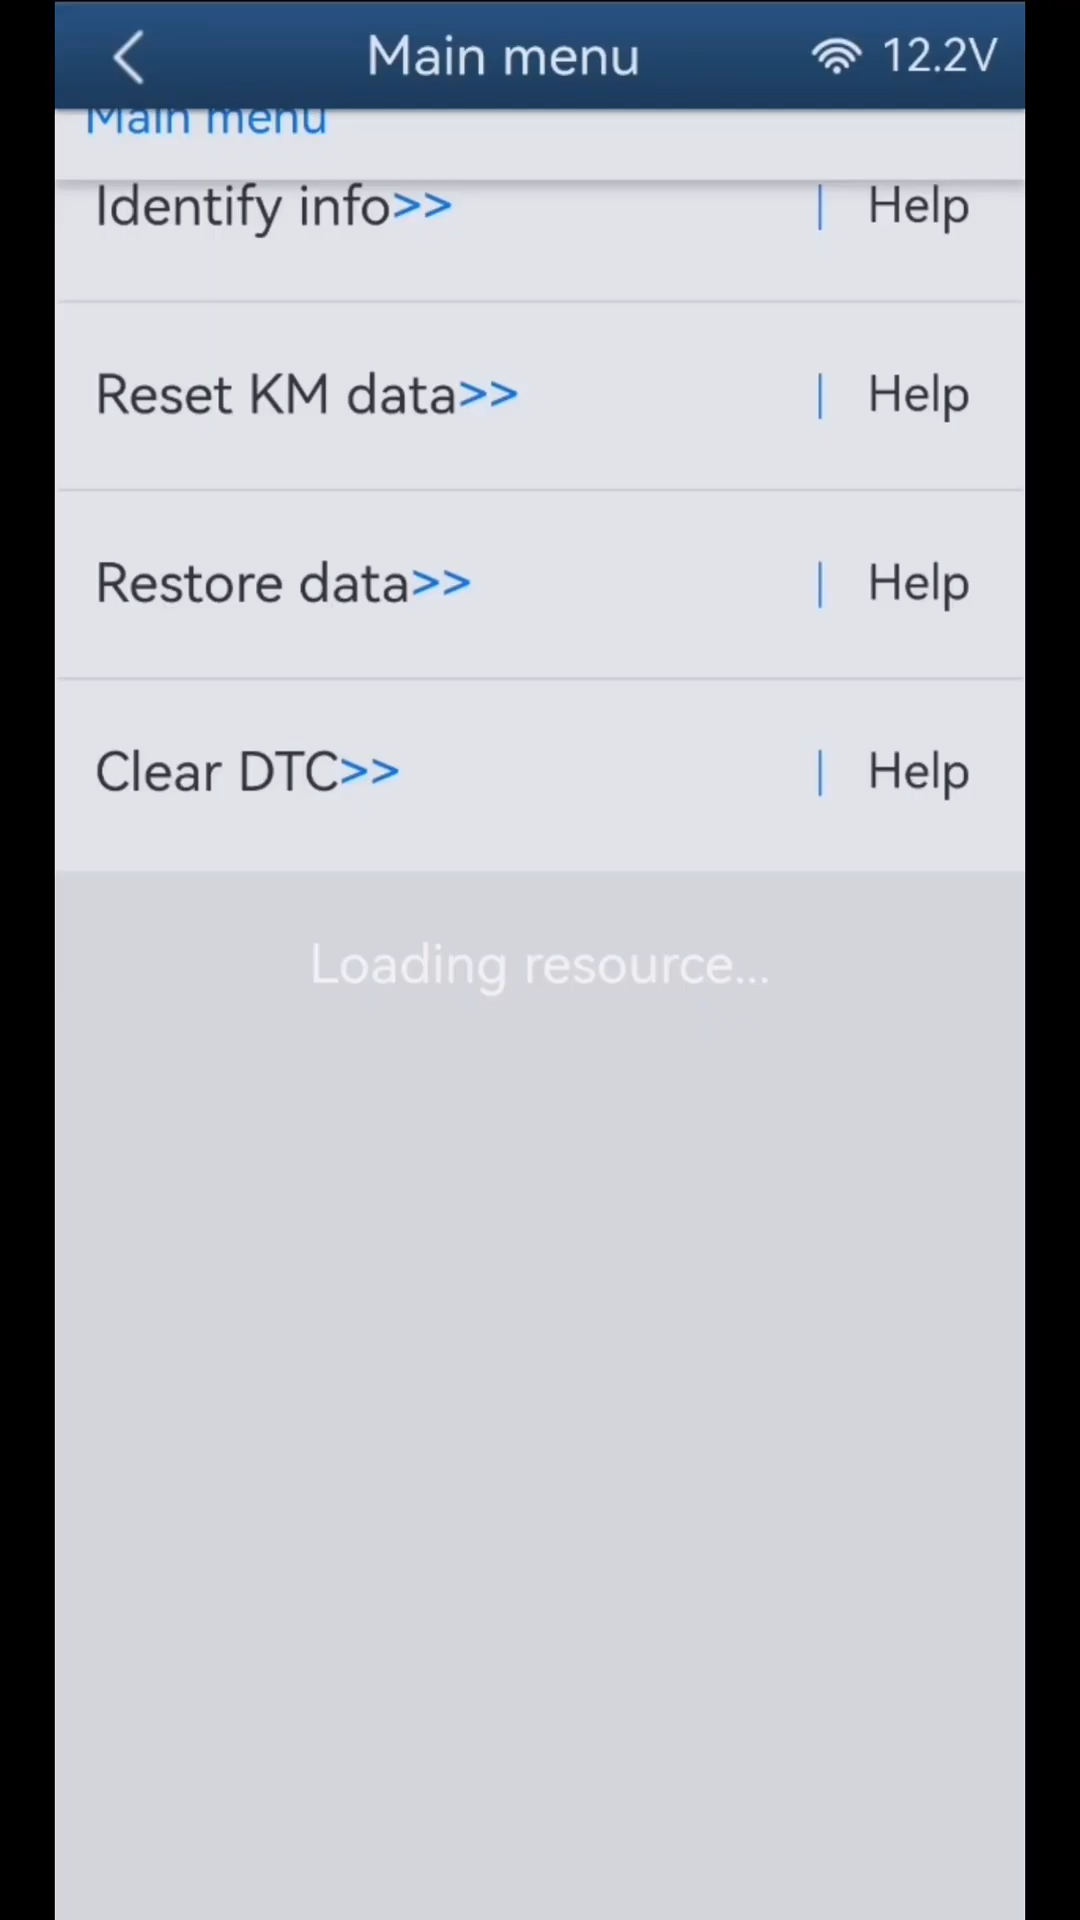 Main menu 12.2V
Main menu
Identify info>> | Help
Reset KM data>> | Help
Restore data>> | Help
Clear DTC>> | Help
Loading resource...